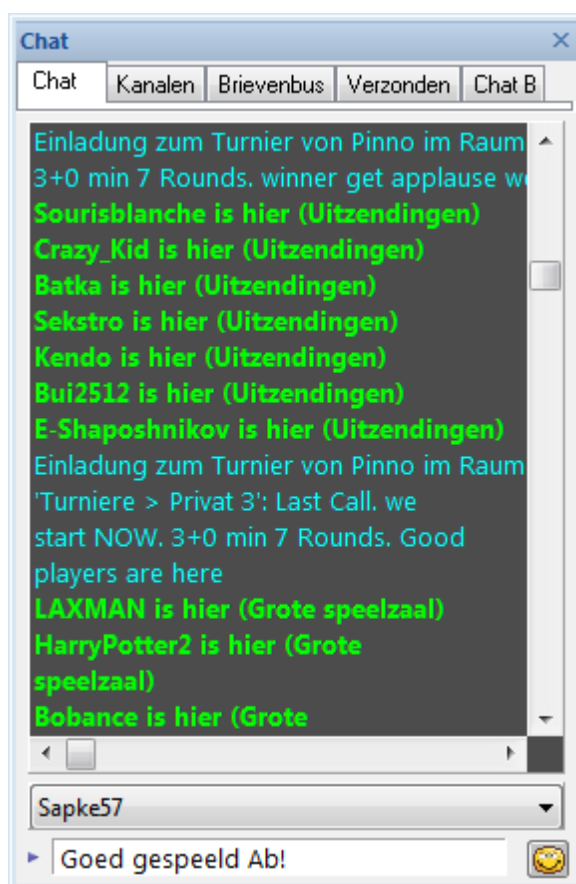 Chat
Chat Kanalen Brievenbus Verzonden Chat B
Einladung zum Turnier von Pinno im Raum
3+0 min 7 Rounds. winner get applause
Sourisblanche is hier (Uitzendingen)
Crazy_Kid is hier (Uitzendingen)
Batka is hier (Uitzendingen)
Sekstro is hier (Uitzendingen)
Kendo is hier (Uitzendingen)
Bui2512 is hier (Uitzendingen)
E-Shaposhnikov is hier (Uitzendingen)
Einladung zum Turnier von Pinno im Raum
'Turniere > Privat 3': Last Call. we
start NOW. 3+0 min 7 Rounds. Good
players are here
LAXMAN is hier (Grote speelzaal)
HarryPotter2 is hier (Grote
speelzaal)
Bobance is hier (Grote
Sapke57
Goed gespeeld Ab!